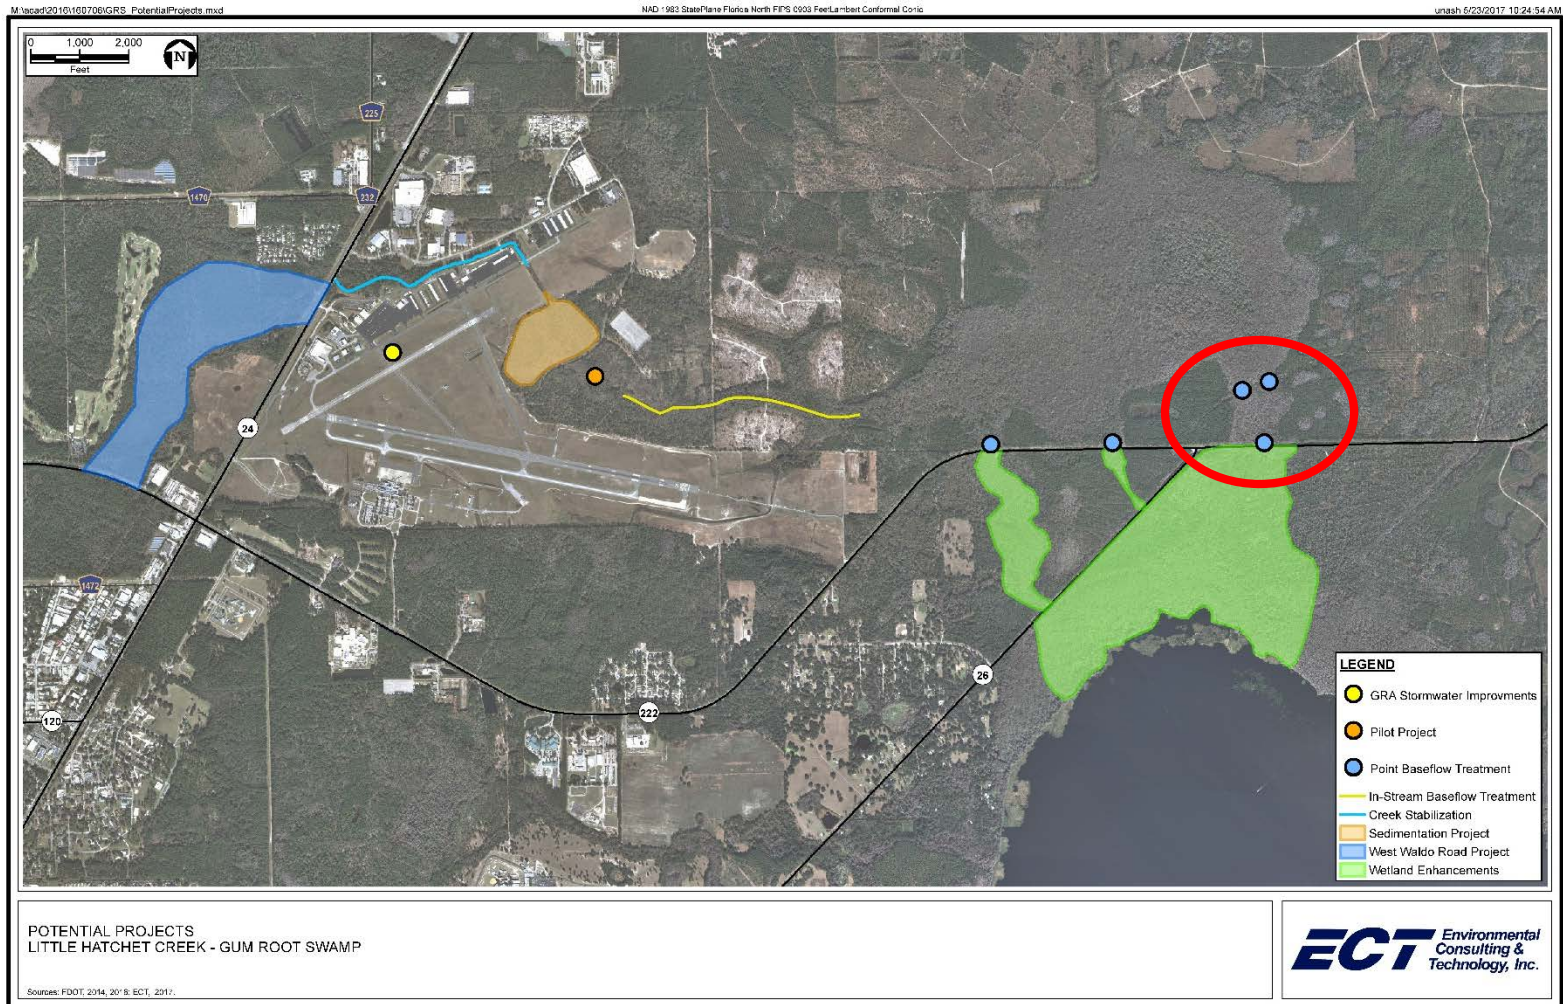 M:\acad\2016\160706\GRS_PotentialProjects.mxd
NAD 1983 StatePlane Florida North FIPS 0903 Feet Lambert Conformal Conic
unash 5/23/2017 10:24:54 AM
0 1,000 2,000
Feet
N
225
1470
232
24
1472
26
120
222
LEGEND
GRA Stormwater Improvments
Pilot Project
Point Baseflow Treatment
In-Stream Baseflow Treatment
Creek Stabilization
Sedimentation Project
West Waldo Road Project
Wetland Enhancements
POTENTIAL PROJECTS
LITTLE HATCHET CREEK - GUM ROOT SWAMP
Sources: FDOT, 2014, 2016; ECT, 2017.
ECT
Environmental
Consulting &
Technology, Inc.